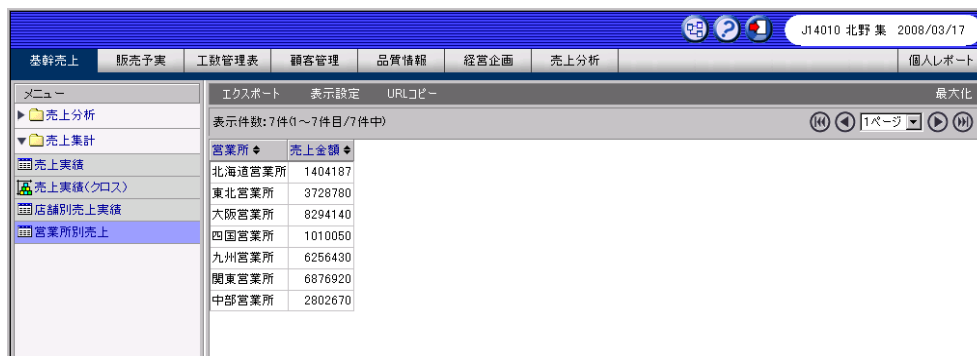 J14010 北野 集 2008/03/17
基幹売上 販売予実 工数管理表 顧客管理 品質情報 経営企画 売上分析 個人レポート
メニュー
エクスポート 表示設定 URLコピー 最大化
売上分析
売上集計
売上実績
売上実績(クロス)
店舗別売上実績
営業所別売上
表示件数:7件(1～7件目/7件中)
1ページ
営業所 売上金額
北海道営業所 1404187
東北営業所 3728780
大阪営業所 8294140
四国営業所 1010050
九州営業所 6256430
関東営業所 6876920
中部営業所 2802670